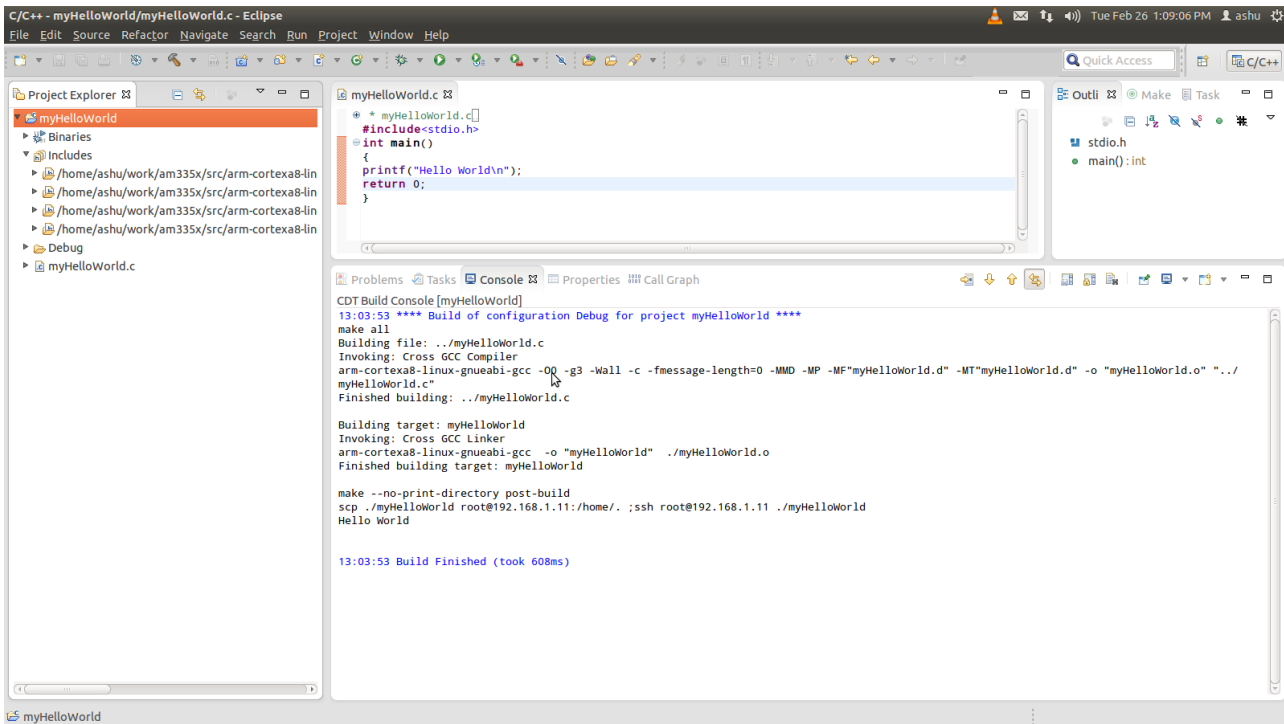 C/C++ - myHelloWorld/myHelloWorld.c - Eclipse
Tue Feb 26 1:09:06 PM ashu
File Edit Source Refactor Navigate Search Run Project Window Help
Quick Access C/C++
Project Explorer
myHelloWorld
Binaries
Includes
/home/ashu/work/am335x/src/arm-cortexa8-lin
/home/ashu/work/am335x/src/arm-cortexa8-lin
/home/ashu/work/am335x/src/arm-cortexa8-lin
/home/ashu/work/am335x/src/arm-cortexa8-lin
Debug
myHelloWorld.c
myHelloWorld.c
* myHelloWorld.c
#include<stdio.h>
int main()
{
printf("Hello World\n");
return 0;
}
Outli Make Task
stdio.h
main() : int
Problems Tasks Console Properties Call Graph
CDT Build Console [myHelloWorld]
13:03:53 **** Build of configuration Debug for project myHelloWorld ****
make all
Building file: ../myHelloWorld.c
Invoking: Cross GCC Compiler
arm-cortexa8-linux-gnueabi-gcc -O0 -g3 -Wall -c -fmessage-length=0 -MMD -MP -MF"myHelloWorld.d" -MT"myHelloWorld.d" -o "myHelloWorld.o" "../
myHelloWorld.c"
Finished building: ../myHelloWorld.c
Building target: myHelloWorld
Invoking: Cross GCC Linker
arm-cortexa8-linux-gnueabi-gcc  -o "myHelloWorld"  ./myHelloWorld.o
Finished building target: myHelloWorld
make --no-print-directory post-build
scp ./myHelloWorld root@192.168.1.11:/home/. ;ssh root@192.168.1.11 ./myHelloWorld
Hello World
13:03:53 Build Finished (took 608ms)
myHelloWorld